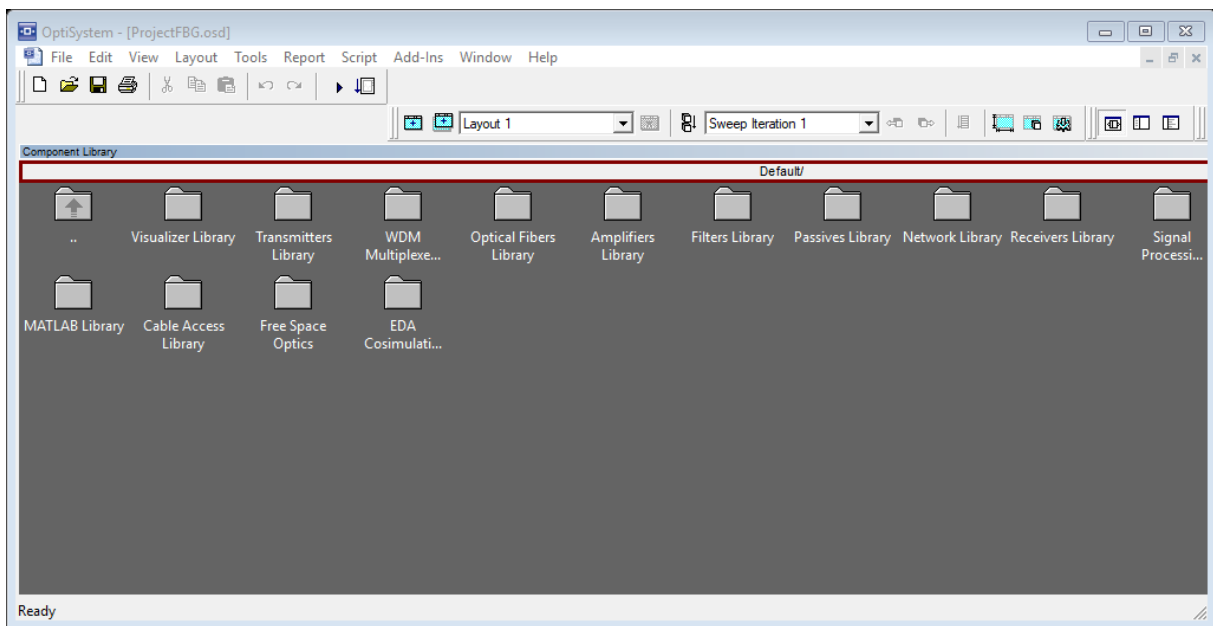 OptiSystem - [ProjectFBG.osd]
File Edit View Layout Tools Report Script Add-Ins Window Help
Layout 1
Sweep Iteration 1
Component Library
Default/
..
Visualizer Library
Transmitters
Library
WDM
Multiplexe...
Optical Fibers
Library
Amplifiers
Library
Filters Library
Passives Library
Network Library
Receivers Library
Signal
Processi...
MATLAB Library
Cable Access
Library
Free Space
Optics
EDA
Cosimulati...
Ready